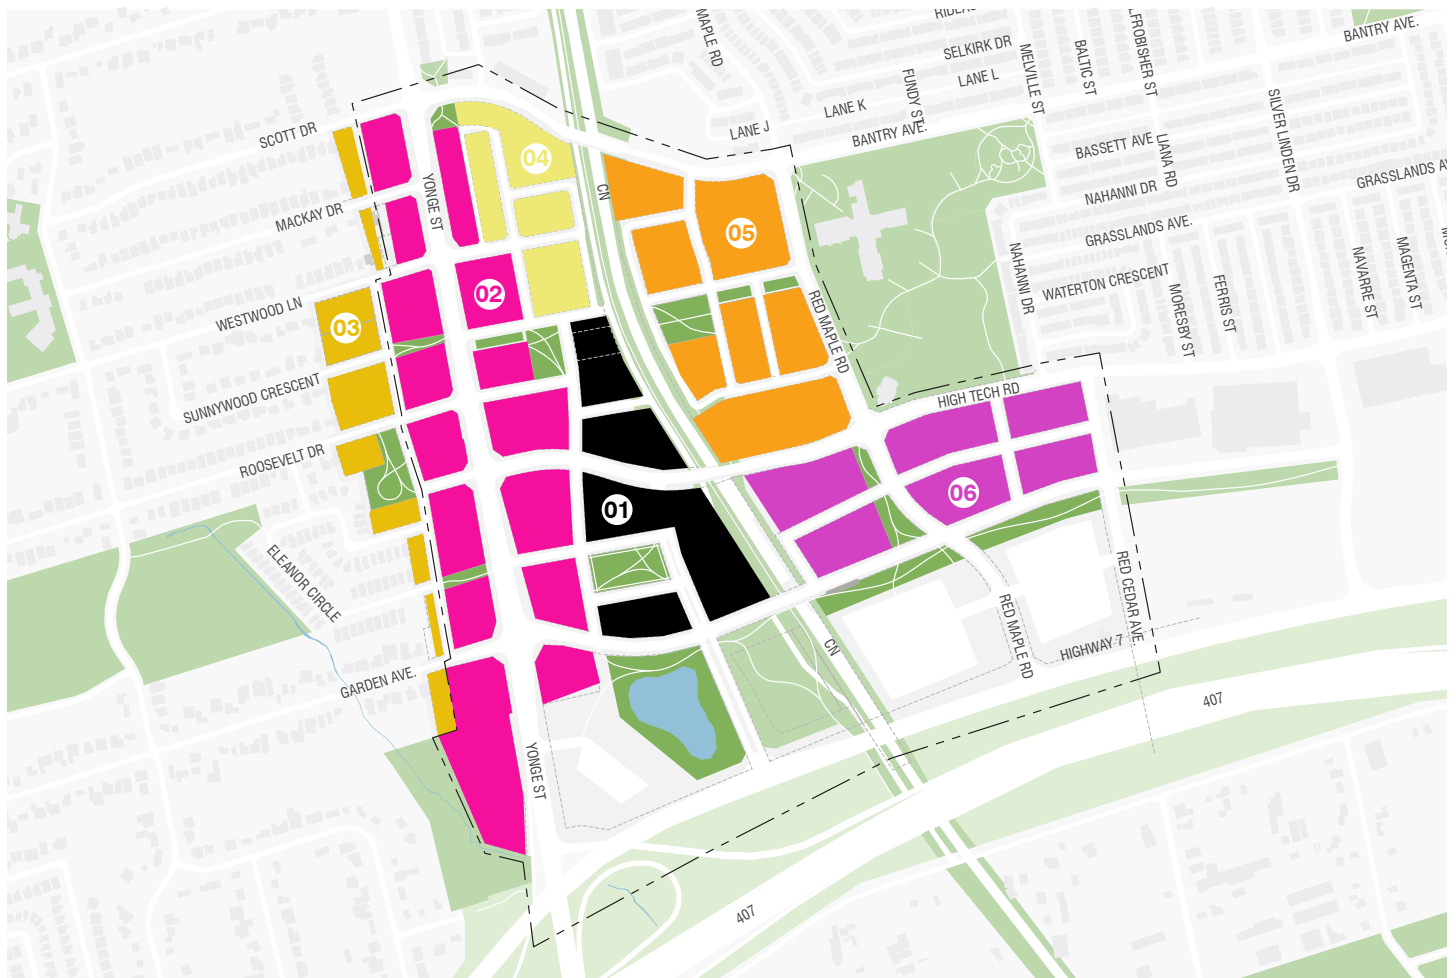 MAPLE RD
SELKIRK DR
LANE L
LANE K
LANE J
FUNDY ST
BANTRY AVE.
MELVILLE ST
BALTIC ST
FROBISHER ST
BANTRY AVE.
BASSETT AVE
LIANA RD
NAHANNI DR
GRASSLANDS AVE.
SILVER LINDEN DR
GRASSLANDS AV
WATERTON CRESCENT
NAHANNI DR
MORESBY ST
FERRIS ST
NAVARRE ST
MAGENTA ST
SCOTT DR
MACKAY DR
YONGE ST
CN
04
05
02
03
WESTWOOD LN
SUNNYWOOD CRESCENT
ROOSEVELT DR
RED MAPLE RD
HIGH TECH RD
01
06
ELEANOR CIRCLE
GARDEN AVE.
CN
RED MAPLE RD
RED CEDAR AVE.
HIGHWAY 7
YONGE ST
407
407